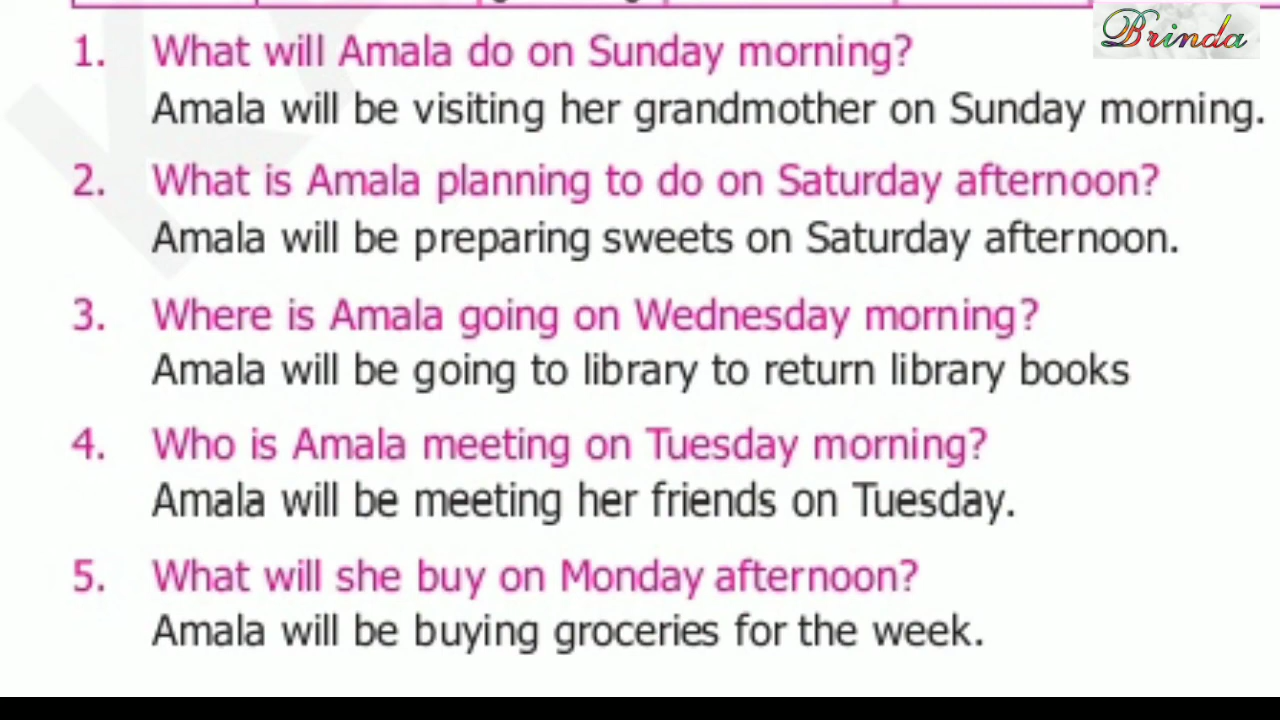 Brinda
1. What will Amala do on Sunday morning?
Amala will be visiting her grandmother on Sunday morning.
2. What is Amala planning to do on Saturday afternoon?
Amala will be preparing sweets on Saturday afternoon.
3. Where is Amala going on Wednesday morning?
Amala will be going to library to return library books
4. Who is Amala meeting on Tuesday morning?
Amala will be meeting her friends on Tuesday.
5. What will she buy on Monday afternoon?
Amala will be buying groceries for the week.